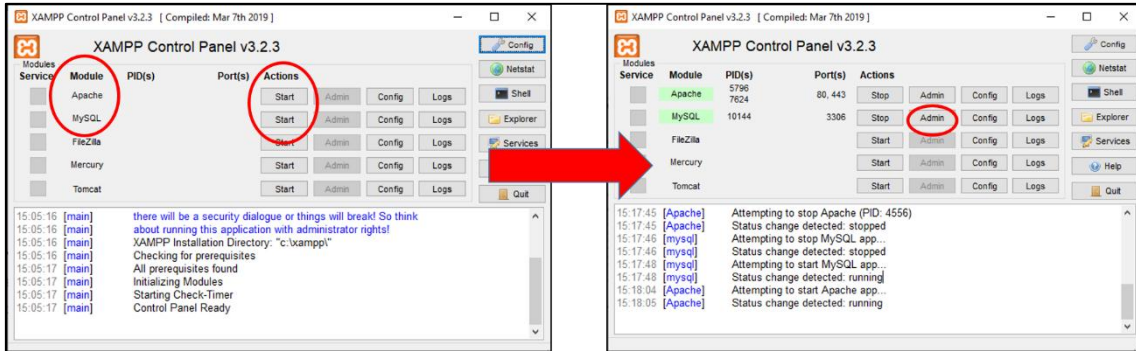 XAMPP Control Panel v3.2.3 [ Compiled: Mar 7th 2019 ]
XAMPP Control Panel v3.2.3
Config
Modules
Service Module PID(s) Port(s) Actions
Netstat
Apache Start Admin Config Logs
Shell
MySQL Start Admin Config Logs
Explorer
FileZilla Start Admin Config Logs
Services
Mercury Start Admin Config Logs
Tomcat Start Admin Config Logs
Quit
15:05:16 [main] there will be a security dialogue or things will break! So think
15:05:16 [main] about running this application with administrator rights!
15:05:16 [main] XAMPP Installation Directory: "c:\xampp\"
15:05:16 [main] Checking for prerequisites
15:05:17 [main] All prerequisites found
15:05:17 [main] Initializing Modules
15:05:17 [main] Starting Check-Timer
15:05:17 [main] Control Panel Ready
XAMPP Control Panel v3.2.3 [ Compiled: Mar 7th 2019 ]
XAMPP Control Panel v3.2.3
Config
Modules
Service Module PID(s) Port(s) Actions
Netstat
5796
Apache 80, 443 Stop Admin Config Logs
7624
Shell
MySQL 10144 3306 Stop Admin Config Logs
Explorer
FileZilla Start Admin Config Logs
Services
Mercury Start Admin Config Logs
Help
Tomcat Start Admin Config Logs
Quit
15:17:45 [Apache] Attempting to stop Apache (PID: 4556)
15:17:45 [Apache] Status change detected: stopped
15:17:46 [mysql] Attempting to stop MySQL app...
15:17:46 [mysql] Status change detected: stopped
15:17:48 [mysql] Attempting to start MySQL app...
15:17:48 [mysql] Status change detected: running
15:18:04 [Apache] Attempting to start Apache app...
15:18:05 [Apache] Status change detected: running